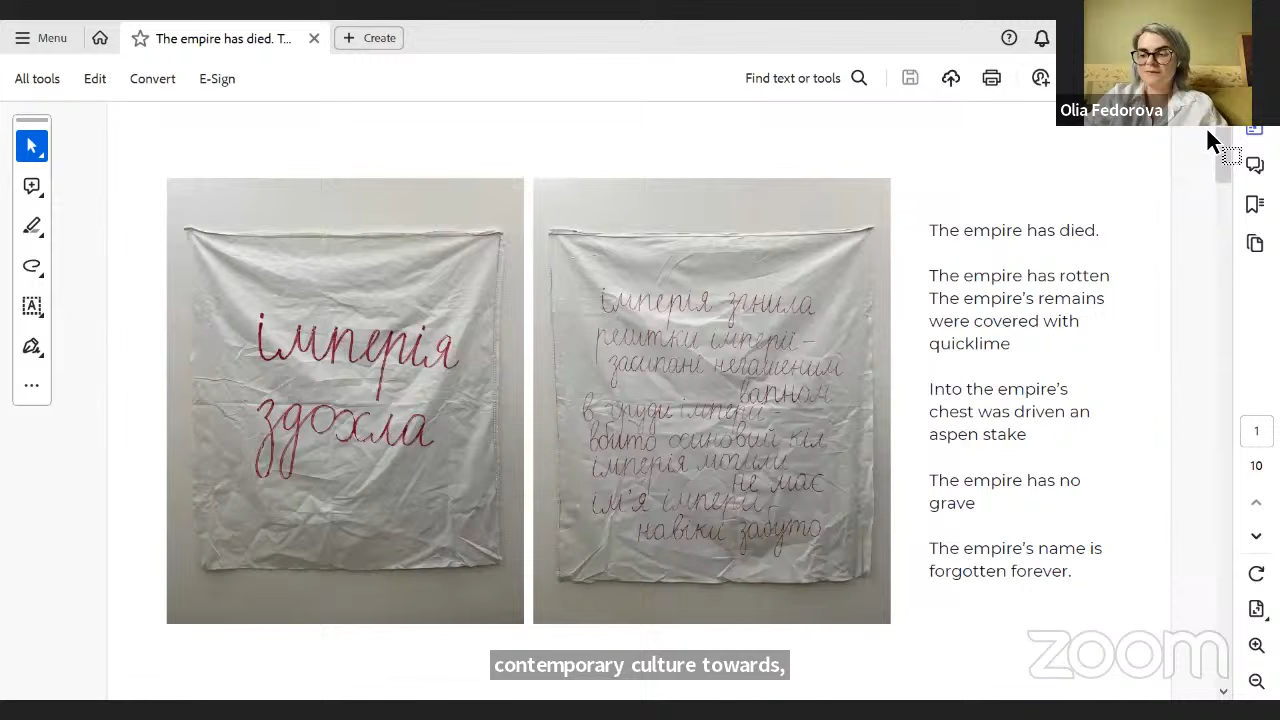 Menu
The empire has died. T...
Create
All tools
Edit
Convert
E-Sign
Find text or tools
Olia Fedorova
імперія
здохла
імперія згнила
рештки імперії –
засипані негашеним
вапном
в груди імперії –
вбито осиковий кіл
імперія могили
не має
ім'я імперії –
навіки забуто
The empire has died.
The empire has rotten
The empire's remains
were covered with
quicklime
Into the empire's
chest was driven an
aspen stake
The empire has no
grave
The empire's name is
forgotten forever.
1
10
contemporary culture towards,
zoom